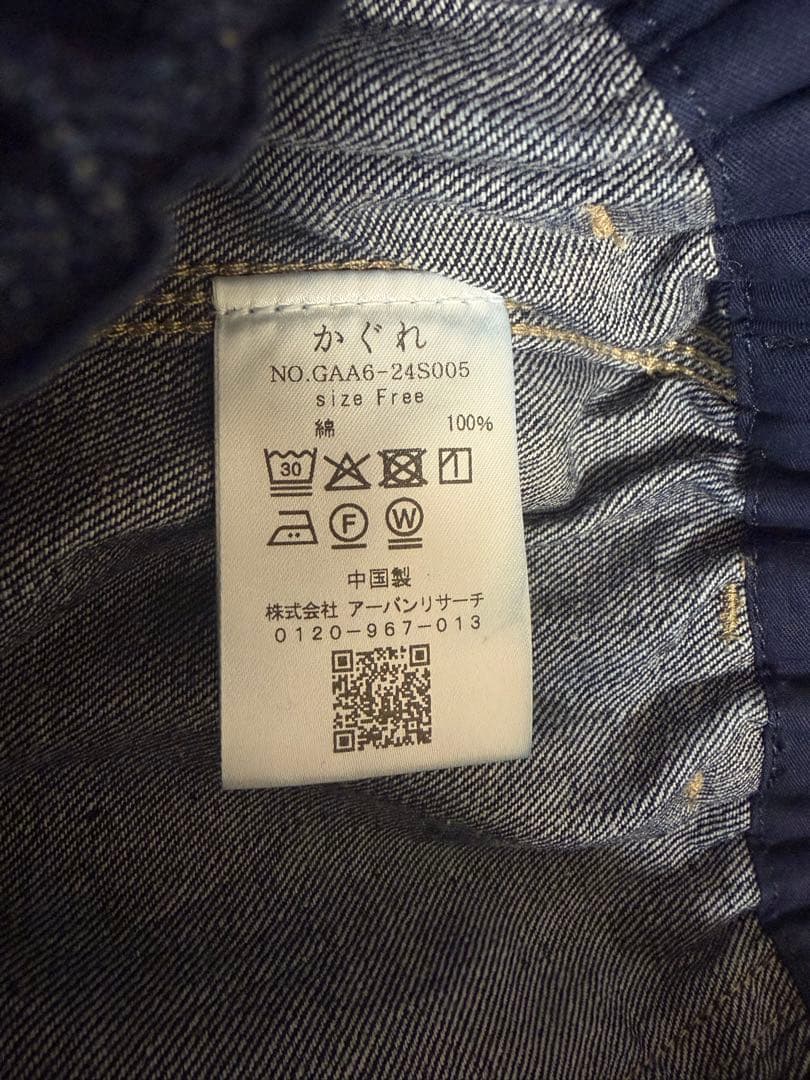 かぐれ
NO.GAA6-24S005
size Free
綿 100%
30
F W
中国製
株式会社 アーバンリサーチ
0120-967-013